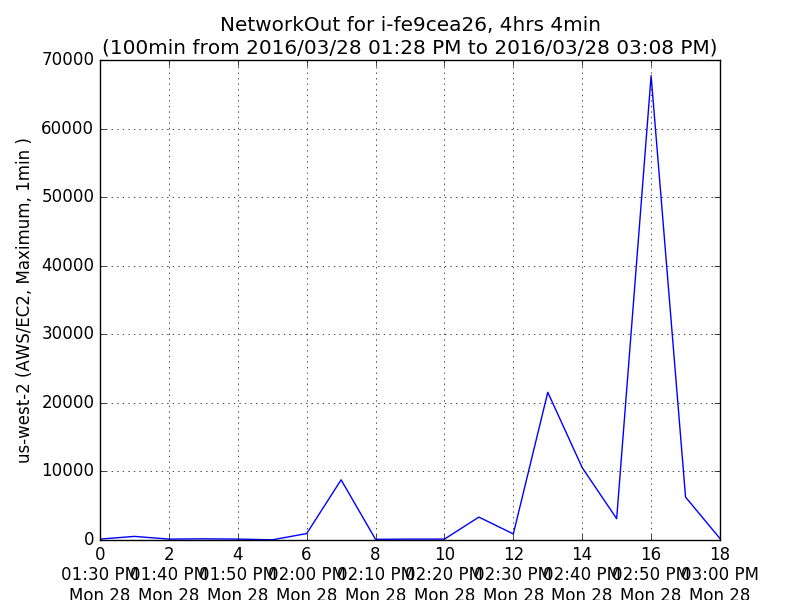 NetworkOut for i-fe9cea26, 4hrs 4min
(100min from 2016/03/28 01:28 PM to 2016/03/28 03:08 PM)
us-west-2 (AWS/EC2, Maximum, 1min )
70000
60000
50000
40000
30000
20000
10000
0
0 2 4 6 8 10 12 14 16 18
01:30 PM 01:40 PM 01:50 PM 02:00 PM 02:10 PM 02:20 PM 02:30 PM 02:40 PM 02:50 PM 03:00 PM
Mon 28 Mon 28 Mon 28 Mon 28 Mon 28 Mon 28 Mon 28 Mon 28 Mon 28 Mon 28